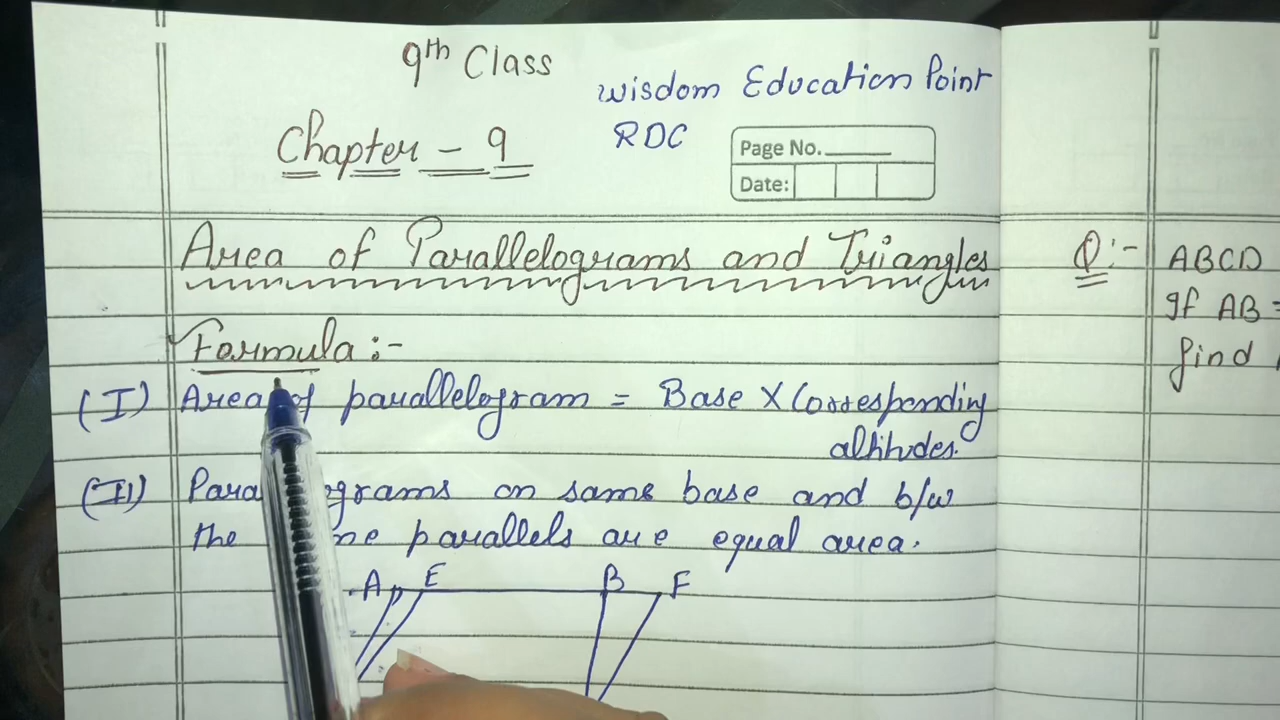 9th Class
Wisdom Education Point
RDC
Chapter - 9
Page No.
Date:
Area of Parallelograms and Triangles
Formula :-
(I) Area of parallelogram = Base X Corresponding
altitudes.
(II) Para ograms on same base and b/w
the me parallels are equal area.
A E B F
Q:- ABCD
If AB =
find